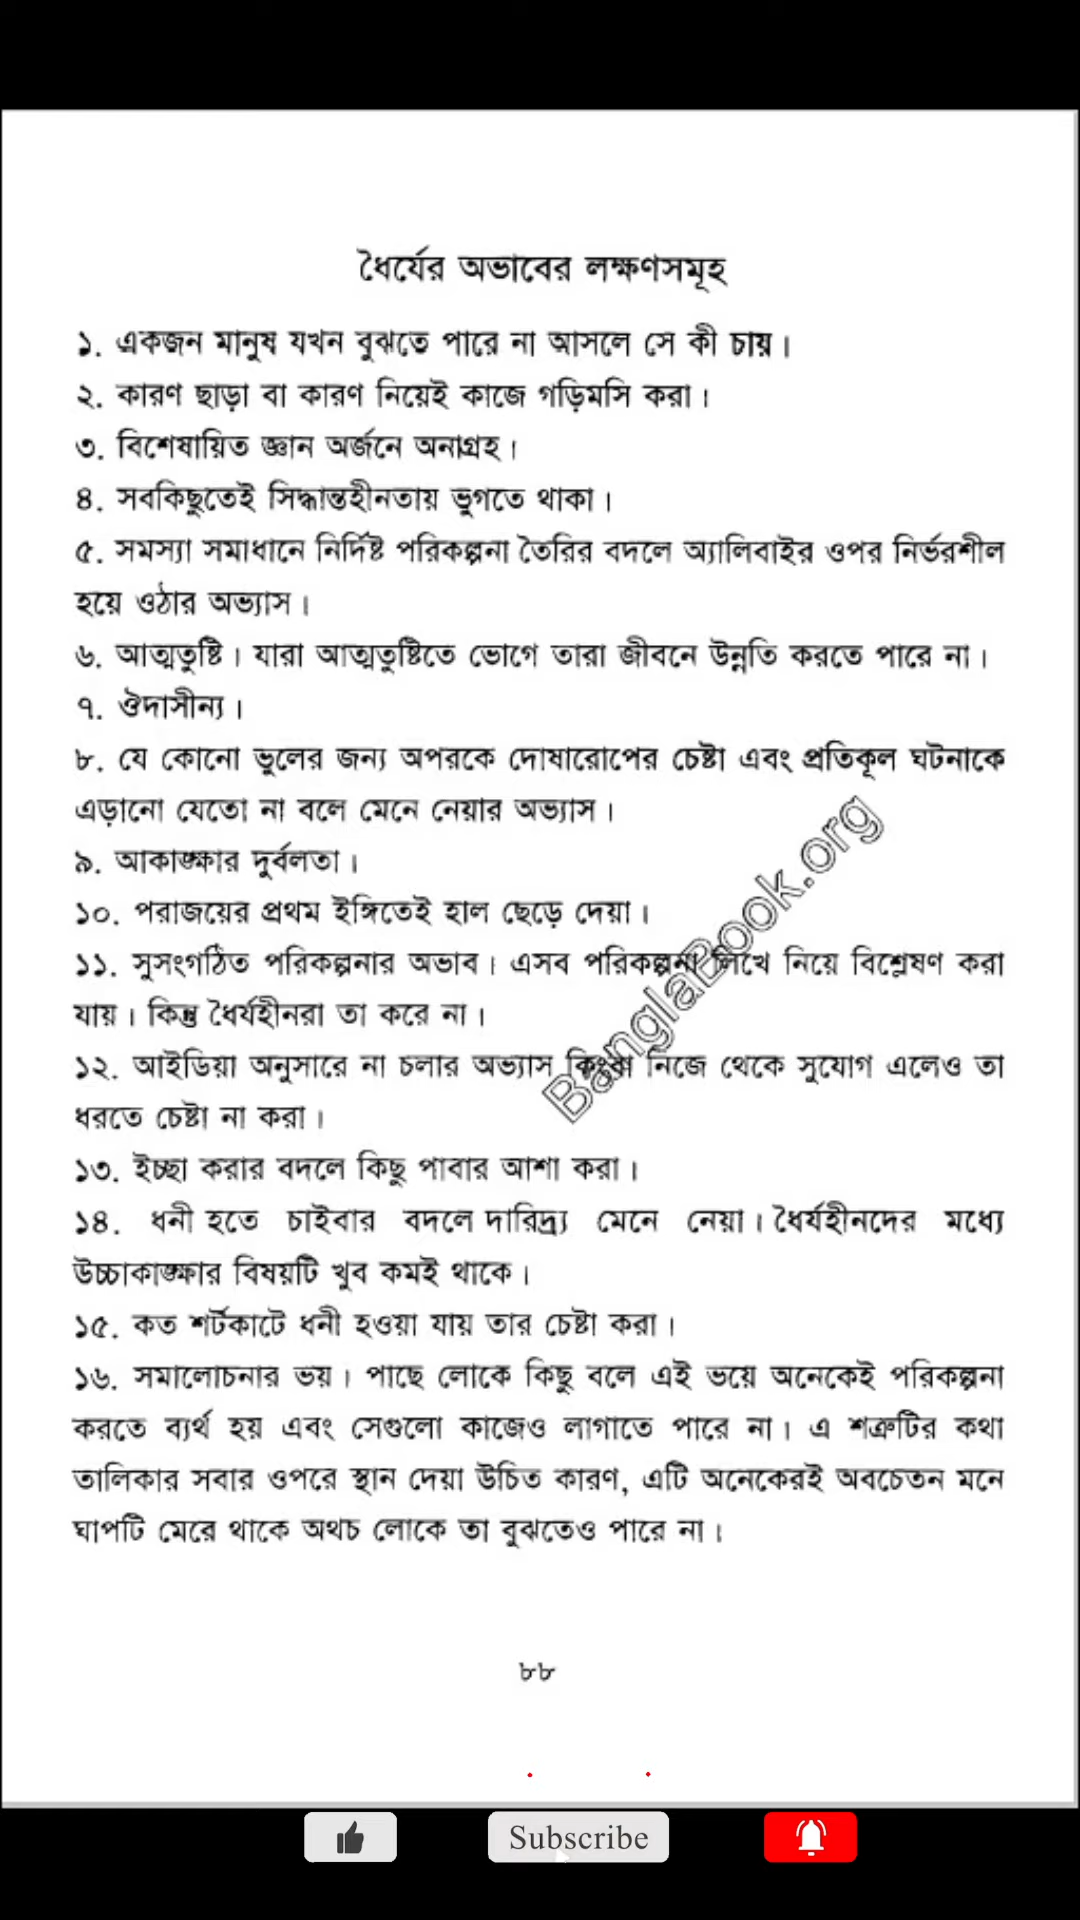 ধৈর্যের অভাবের লক্ষণসমূহ
১. একজন মানুষ যখন বুঝতে পারে না আসলে সে কী চায়।
২. কারণ ছাড়া বা কারণ নিয়েই কাজে গড়িমসি করা।
৩. বিশেষায়িত জ্ঞান অর্জনে অনাগ্রহ।
৪. সবকিছুতেই সিদ্ধান্তহীনতায় ভুগতে থাকা।
৫. সমস্যা সমাধানে নির্দিষ্ট পরিকল্পনা তৈরির বদলে অ্যালিবাইর ওপর নির্ভরশীল
হয়ে ওঠার অভ্যাস।
৬. আত্মতুষ্টি। যারা আত্মতুষ্টিতে ভোগে তারা জীবনে উন্নতি করতে পারে না।
৭. ঔদাসীন্য।
৮. যে কোনো ভুলের জন্য অপরকে দোষারোপের চেষ্টা এবং প্রতিকূল ঘটনাকে
এড়ানো যেতো না বলে মেনে নেয়ার অভ্যাস।
৯. আকাঙ্ক্ষার দুর্বলতা।
১০. পরাজয়ের প্রথম ইঙ্গিতেই হাল ছেড়ে দেয়া।
১১. সুসংগঠিত পরিকল্পনার অভাব। এসব পরিকল্পনা লিখে নিয়ে বিশ্লেষণ করা
যায়। কিন্তু ধৈর্যহীনরা তা করে না।
১২. আইডিয়া অনুসারে না চলার অভ্যাস কিংবা নিজে থেকে সুযোগ এলেও তা
ধরতে চেষ্টা না করা।
১৩. ইচ্ছা করার বদলে কিছু পাবার আশা করা।
১৪. ধনী হতে চাইবার বদলে দারিদ্র্য মেনে নেয়া। ধৈর্যহীনদের মধ্যে
উচ্চাকাঙ্ক্ষার বিষয়টি খুব কমই থাকে।
১৫. কত শর্টকাটে ধনী হওয়া যায় তার চেষ্টা করা।
১৬. সমালোচনার ভয়। পাছে লোকে কিছু বলে এই ভয়ে অনেকেই পরিকল্পনা
করতে ব্যর্থ হয় এবং সেগুলো কাজেও লাগাতে পারে না। এ শত্রুটির কথা
তালিকার সবার ওপরে স্থান দেয়া উচিত কারণ, এটি অনেকেরই অবচেতন মনে
ঘাপটি মেরে থাকে অথচ লোকে তা বুঝতেও পারে না।
BanglaBook.org
৮৮
Subscribe